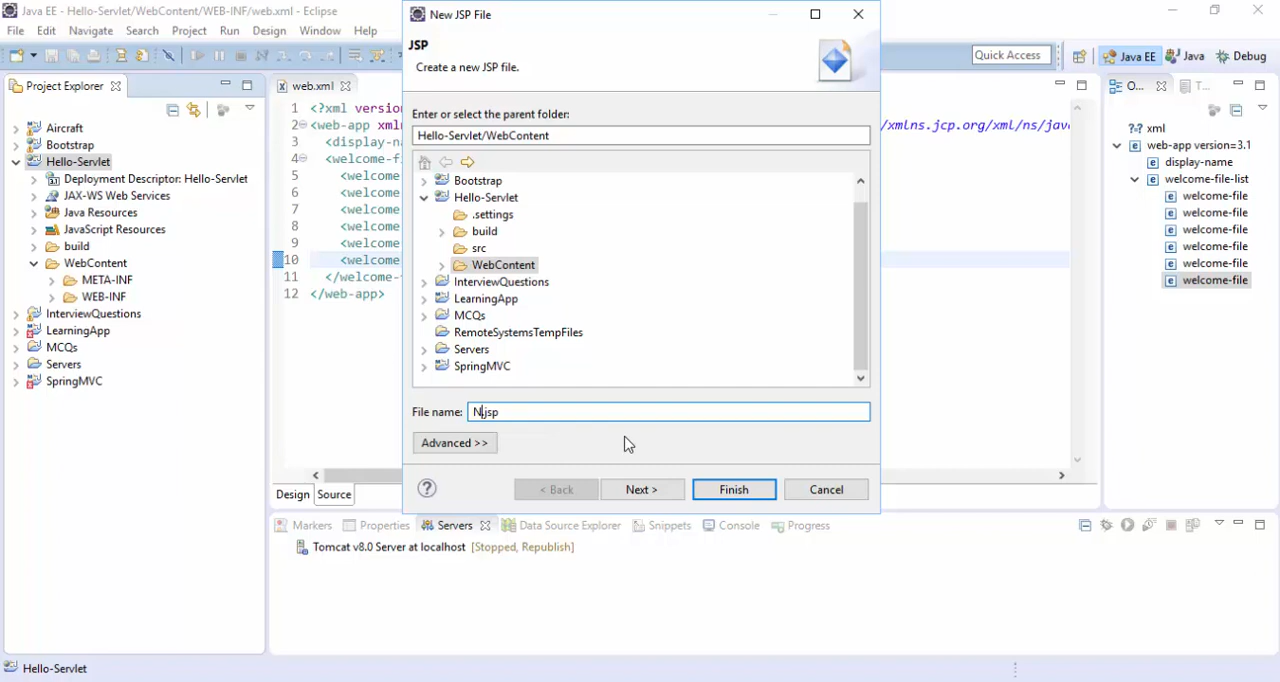 Java EE - Hello-Servlet/WebContent/WEB-INF/web.xml - Eclipse
File Edit Navigate Search Project Run Design Window Help
Quick Access
Java EE
Java
Debug
Project Explorer
Aircraft
Bootstrap
Hello-Servlet
Deployment Descriptor: Hello-Servlet
JAX-WS Web Services
Java Resources
JavaScript Resources
build
WebContent
META-INF
WEB-INF
InterviewQuestions
LearningApp
MCQs
Servers
SpringMVC
web.xml
1 <?xml version
2 <web-app xmln /xmlns.jcp.org/xml/ns/jav
3 <display-na
4 <welcome-fi
5 <welcome
6 <welcome
7 <welcome
8 <welcome
9 <welcome
10 <welcome
11 </welcome-
12 </web-app>
Design Source
New JSP File
JSP
Create a new JSP file.
Enter or select the parent folder:
Hello-Servlet/WebContent
Bootstrap
Hello-Servlet
.settings
build
src
WebContent
InterviewQuestions
LearningApp
MCQs
RemoteSystemsTempFiles
Servers
SpringMVC
File name: N.jsp
Advanced >>
? < Back Next > Finish Cancel
O... T...
?=? xml
web-app version=3.1
display-name
welcome-file-list
welcome-file
welcome-file
welcome-file
welcome-file
welcome-file
welcome-file
Markers Properties Servers Data Source Explorer Snippets Console Progress
Tomcat v8.0 Server at localhost [Stopped, Republish]
Hello-Servlet